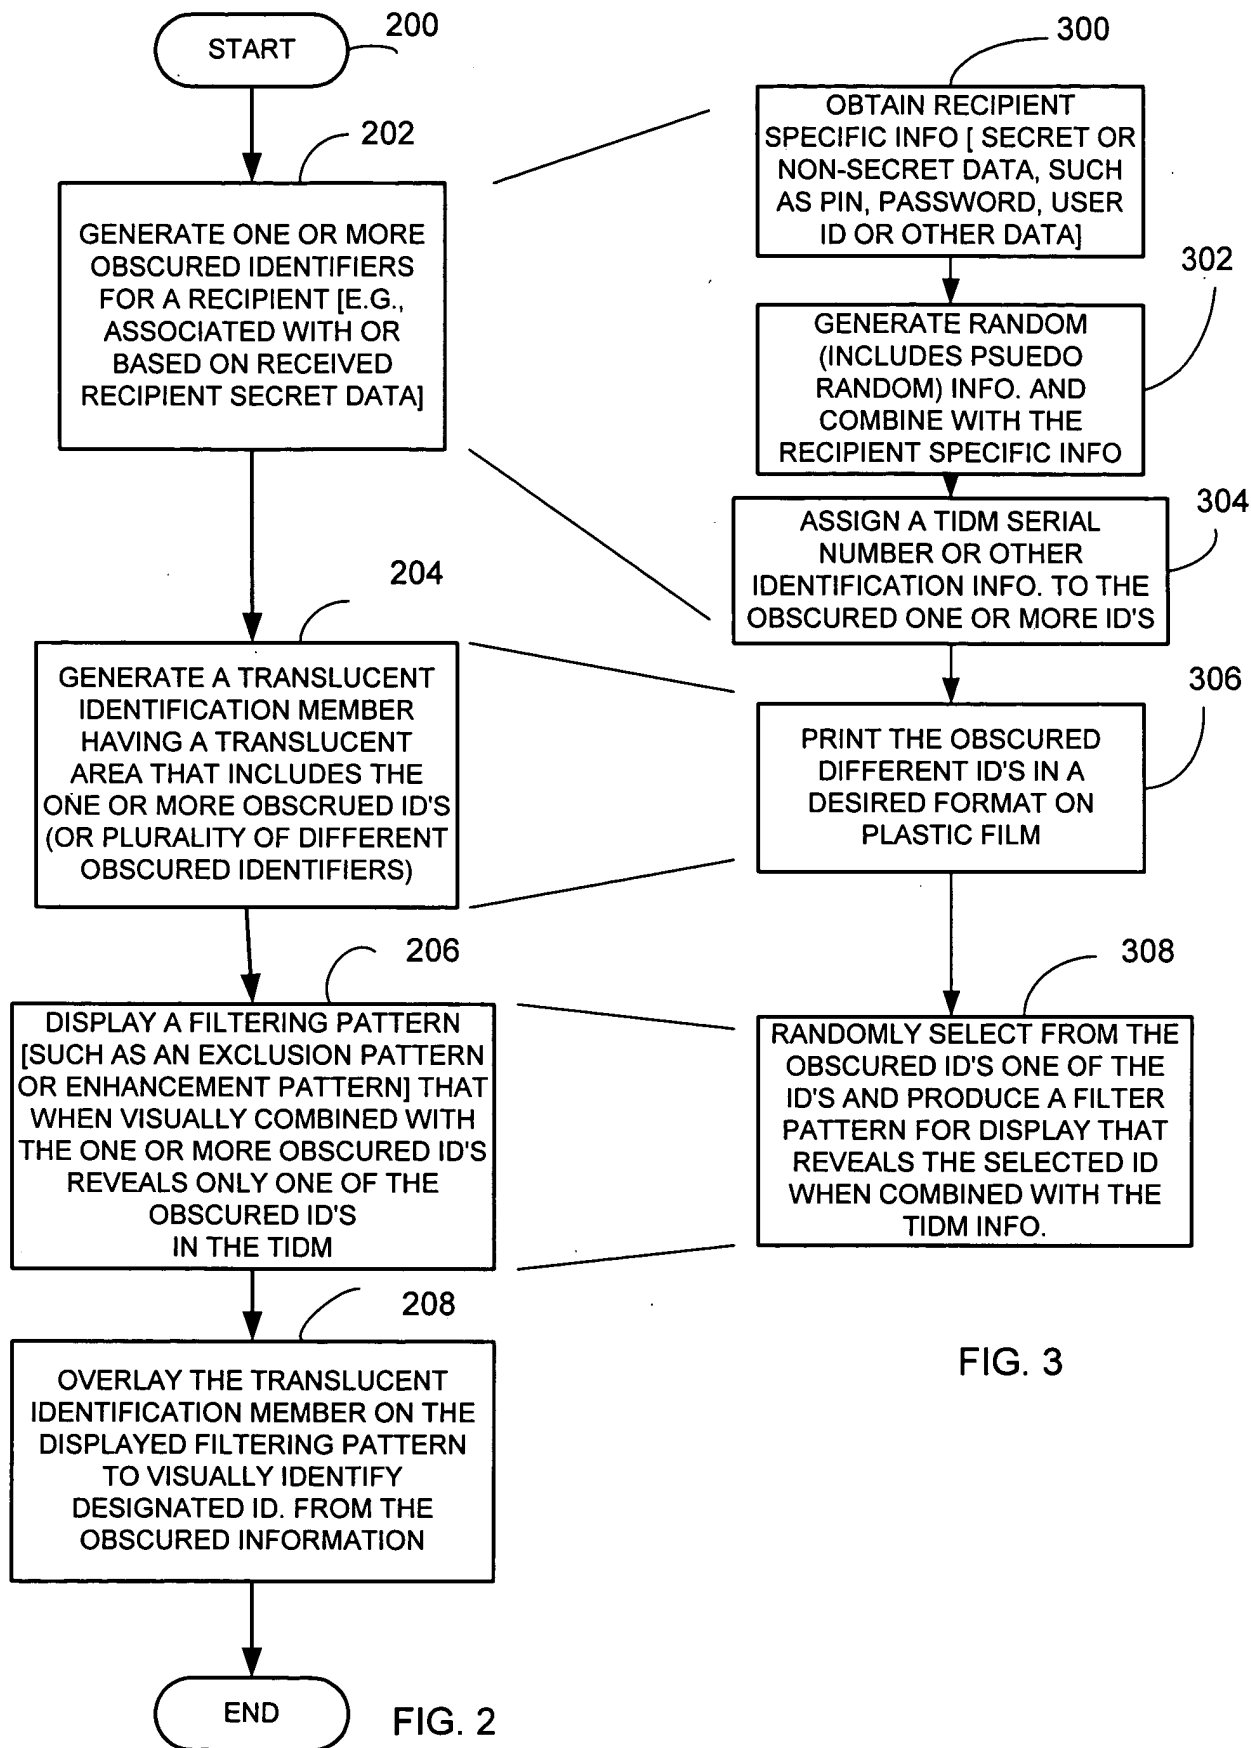 200
START
202
GENERATE ONE OR MORE
OBSCURED IDENTIFIERS
FOR A RECIPIENT [E.G.,
ASSOCIATED WITH OR
BASED ON RECEIVED
RECIPIENT SECRET DATA]
204
GENERATE A TRANSLUCENT
IDENTIFICATION MEMBER
HAVING A TRANSLUCENT
AREA THAT INCLUDES THE
ONE OR MORE OBSCRUED ID'S
(OR PLURALITY OF DIFFERENT
OBSCURED IDENTIFIERS)
206
DISPLAY A FILTERING PATTERN
[SUCH AS AN EXCLUSION PATTERN
OR ENHANCEMENT PATTERN] THAT
WHEN VISUALLY COMBINED WITH
THE ONE OR MORE OBSCURED ID'S
REVEALS ONLY ONE OF THE
OBSCURED ID'S
IN THE TIDM
208
OVERLAY THE TRANSLUCENT
IDENTIFICATION MEMBER ON THE
DISPLAYED FILTERING PATTERN
TO VISUALLY IDENTIFY
DESIGNATED ID. FROM THE
OBSCURED INFORMATION
END
FIG. 2
300
OBTAIN RECIPIENT
SPECIFIC INFO [ SECRET OR
NON-SECRET DATA, SUCH
AS PIN, PASSWORD, USER
ID OR OTHER DATA]
302
GENERATE RANDOM
(INCLUDES PSUEDO
RANDOM) INFO. AND
COMBINE WITH THE
RECIPIENT SPECIFIC INFO
304
ASSIGN A TIDM SERIAL
NUMBER OR OTHER
IDENTIFICATION INFO. TO THE
OBSCURED ONE OR MORE ID'S
306
PRINT THE OBSCURED
DIFFERENT ID'S IN A
DESIRED FORMAT ON
PLASTIC FILM
308
RANDOMLY SELECT FROM THE
OBSCURED ID'S ONE OF THE
ID'S AND PRODUCE A FILTER
PATTERN FOR DISPLAY THAT
REVEALS THE SELECTED ID
WHEN COMBINED WITH THE
TIDM INFO.
FIG. 3